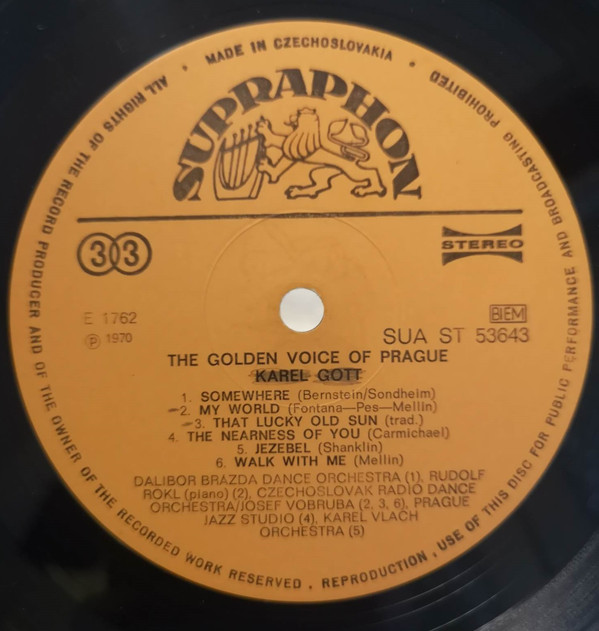 MADE IN CZECHOSLOVAKIA • ALL RIGHTS OF THE RECORD PRODUCER AND OF THE OWNER OF THE RECORDED WORK RESERVED . REPRODUCTION , USE OF THIS DISC FOR PUBLIC PERFORMANCE AND BROADCASTING PROHIBITED •
SUPRAPHON
33
STEREO
E 1762
BIEM
Ⓟ 1970
SUA ST 53643
THE GOLDEN VOICE OF PRAGUE
KAREL GOTT
1. SOMEWHERE (Bernstein/Sondheim)
2. MY WORLD (Fontana—Pes—Mellin)
3. THAT LUCKY OLD SUN (trad.)
4. THE NEARNESS OF YOU (Carmichael)
5. JEZEBEL (Shanklin)
6. WALK WITH ME (Mellin)
DALIBOR BRAZDA DANCE ORCHESTRA (1), RUDOLF
ROKL (piano) (2), CZECHOSLOVAK RADIO DANCE
ORCHESTRA/JOSEF VOBRUBA (2, 3, 6), PRAGUE
JAZZ STUDIO (4), KAREL VLACH
ORCHESTRA (5)